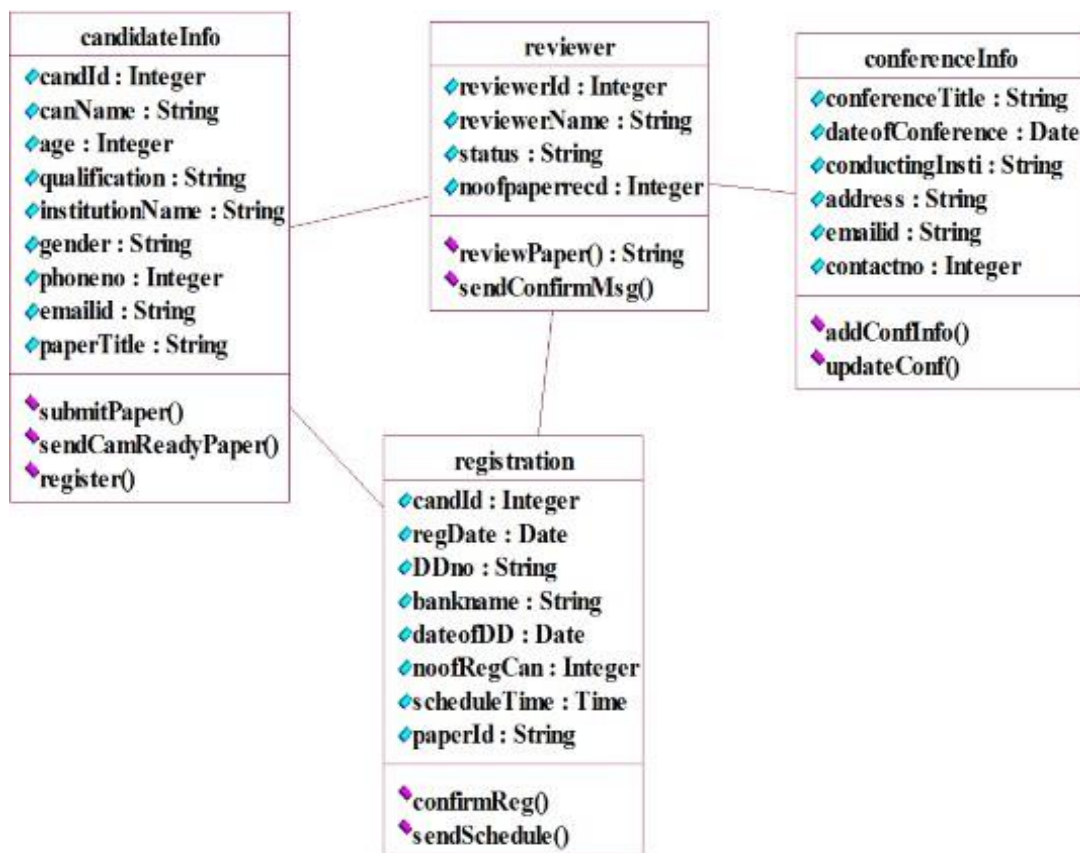 candidateInfo
candId : Integer
canName : String
age : Integer
qualification : String
institutionName : String
gender : String
phoneno : Integer
emailid : String
paperTitle : String
submitPaper()
sendCamReadyPaper()
register()
reviewer
reviewerId : Integer
reviewerName : String
status : String
noofpaperrecd : Integer
reviewPaper() : String
sendConfirmMsg()
conferenceInfo
conferenceTitle : String
dateofConference : Date
conductingInsti : String
address : String
emailid : String
contactno : Integer
addConfInfo()
updateConf()
registration
candId : Integer
regDate : Date
DDno : String
bankname : String
dateofDD : Date
noofRegCan : Integer
scheduleTime : Time
paperId : String
confirmReg()
sendSchedule()